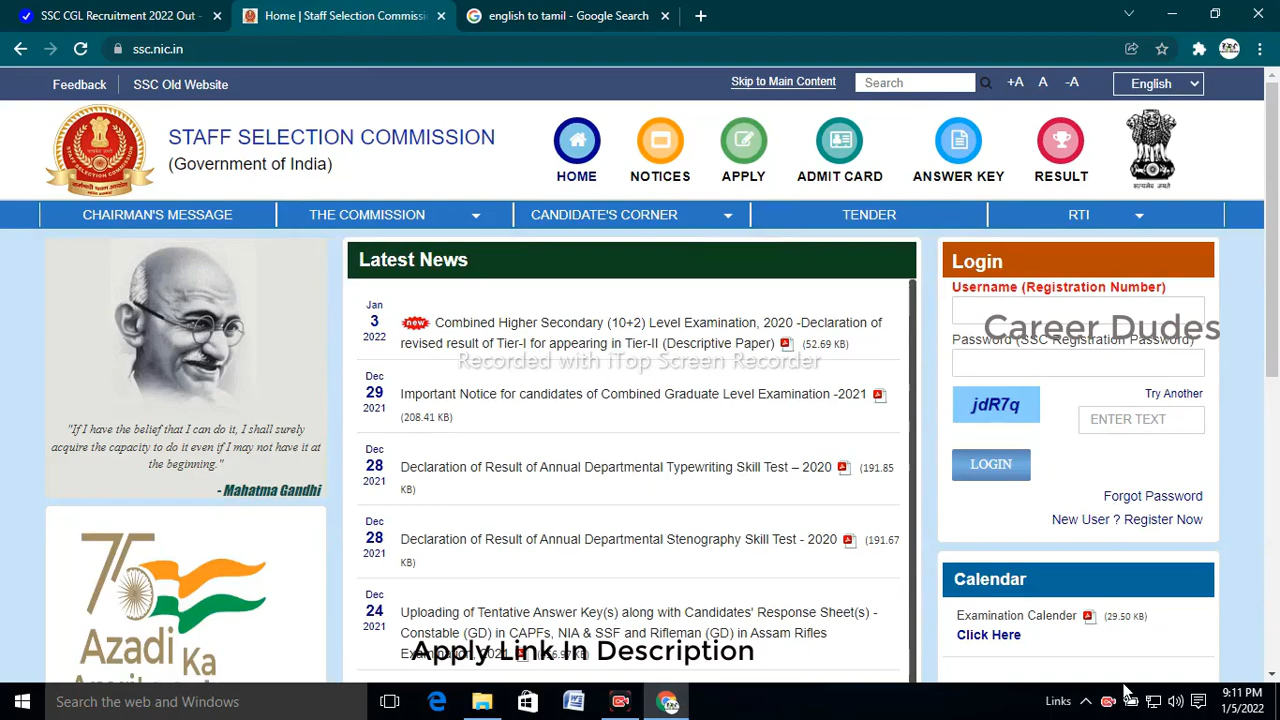 SSC CGL Recruitment 2022 Out -
Home | Staff Selection Commissi
english to tamil - Google Search
ssc.nic.in
Feedback
SSC Old Website
Skip to Main Content
Search
+A A -A
English
STAFF SELECTION COMMISSION
(Government of India)
HOME
NOTICES
APPLY
ADMIT CARD
ANSWER KEY
RESULT
सत्यमेव जयते
CHAIRMAN'S MESSAGE
THE COMMISSION
CANDIDATE'S CORNER
TENDER
RTI
"If I have the belief that I can do it, I shall surely
acquire the capacity to do it even if I may not have it at
the beginning."
- Mahatma Gandhi
75
Azadi
Ka
Latest News
Jan
3
2022
new Combined Higher Secondary (10+2) Level Examination, 2020 -Declaration of
revised result of Tier-I for appearing in Tier-II (Descriptive Paper) (52.69 KB)
Recorded with iTop Screen Recorder
Dec
29
2021
Important Notice for candidates of Combined Graduate Level Examination -2021
(208.41 KB)
Dec
28
2021
Declaration of Result of Annual Departmental Typewriting Skill Test – 2020 (191.85
KB)
Dec
28
2021
Declaration of Result of Annual Departmental Stenography Skill Test - 2020 (191.67
KB)
Dec
24
2021
Uploading of Tentative Answer Key(s) along with Candidates' Response Sheet(s) -
Constable (GD) in CAPFs, NIA & SSF and Rifleman (GD) in Assam Rifles
Apply Link In Description
Login
Username (Registration Number)
Career Dudes
Password (SSC Registration Password)
jdR7q
Try Another
ENTER TEXT
LOGIN
Forgot Password
New User ? Register Now
Calendar
Examination Calender (29.50 KB)
Click Here
Search the web and Windows
Links
9:11 PM
1/5/2022